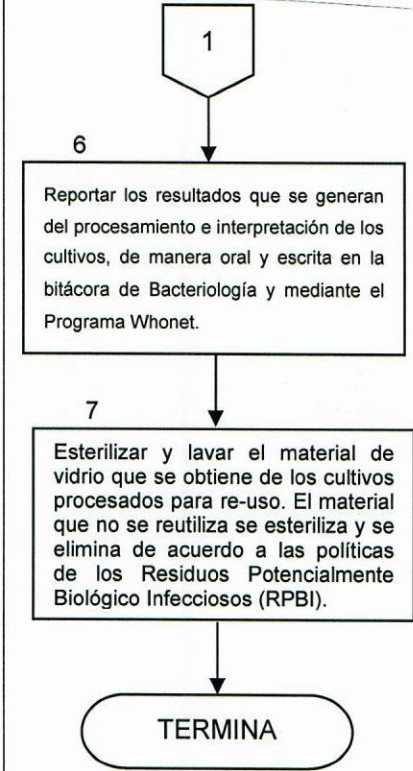 1
6
Reportar los resultados que se generan
del procesamiento e interpretación de los
cultivos, de manera oral y escrita en la
bitácora de Bacteriología y mediante el
Programa Whonet.
7
Esterilizar y lavar el material de
vidrio que se obtiene de los cultivos
procesados para re-uso. El material
que no se reutiliza se esteriliza y se
elimina de acuerdo a las políticas
de los Residuos Potencialmente
Biológico Infecciosos (RPBI).
TERMINA